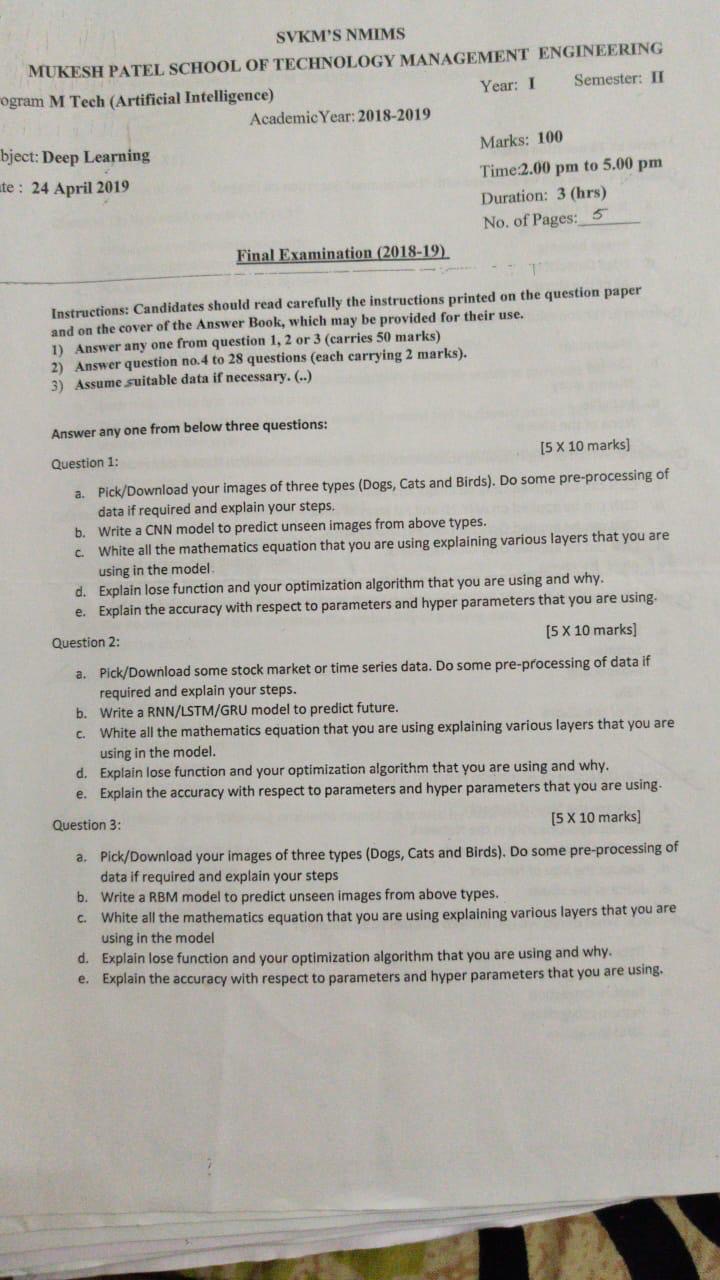 SVKM'S NMIMS
MUKESH PATEL SCHOOL OF TECHNOLOGY MANAGEMENT ENGINEERING
ogram M Tech (Artificial Intelligence)
Year: I Semester: II
AcademicYear: 2018-2019
Marks: 100
bject: Deep Learning
Time:2.00 pm to 5.00 pm
te : 24 April 2019
Duration: 3 (hrs)
No. of Pages: 5
Final Examination (2018-19)
Instructions: Candidates should read carefully the instructions printed on the question paper
and on the cover of the Answer Book, which may be provided for their use.
1) Answer any one from question 1, 2 or 3 (carries 50 marks)
2) Answer question no.4 to 28 questions (each carrying 2 marks).
3) Assume suitable data if necessary. (..)
Answer any one from below three questions:
Question 1: [5 X 10 marks]
a. Pick/Download your images of three types (Dogs, Cats and Birds). Do some pre-processing of
data if required and explain your steps.
b. Write a CNN model to predict unseen images from above types.
c. White all the mathematics equation that you are using explaining various layers that you are
using in the model.
d. Explain lose function and your optimization algorithm that you are using and why.
e. Explain the accuracy with respect to parameters and hyper parameters that you are using.
Question 2: [5 X 10 marks]
a. Pick/Download some stock market or time series data. Do some pre-processing of data if
required and explain your steps.
b. Write a RNN/LSTM/GRU model to predict future.
c. White all the mathematics equation that you are using explaining various layers that you are
using in the model.
d. Explain lose function and your optimization algorithm that you are using and why.
e. Explain the accuracy with respect to parameters and hyper parameters that you are using.
Question 3: [5 X 10 marks]
a. Pick/Download your images of three types (Dogs, Cats and Birds). Do some pre-processing of
data if required and explain your steps
b. Write a RBM model to predict unseen images from above types.
c. White all the mathematics equation that you are using explaining various layers that you are
using in the model
d. Explain lose function and your optimization algorithm that you are using and why.
e. Explain the accuracy with respect to parameters and hyper parameters that you are using.